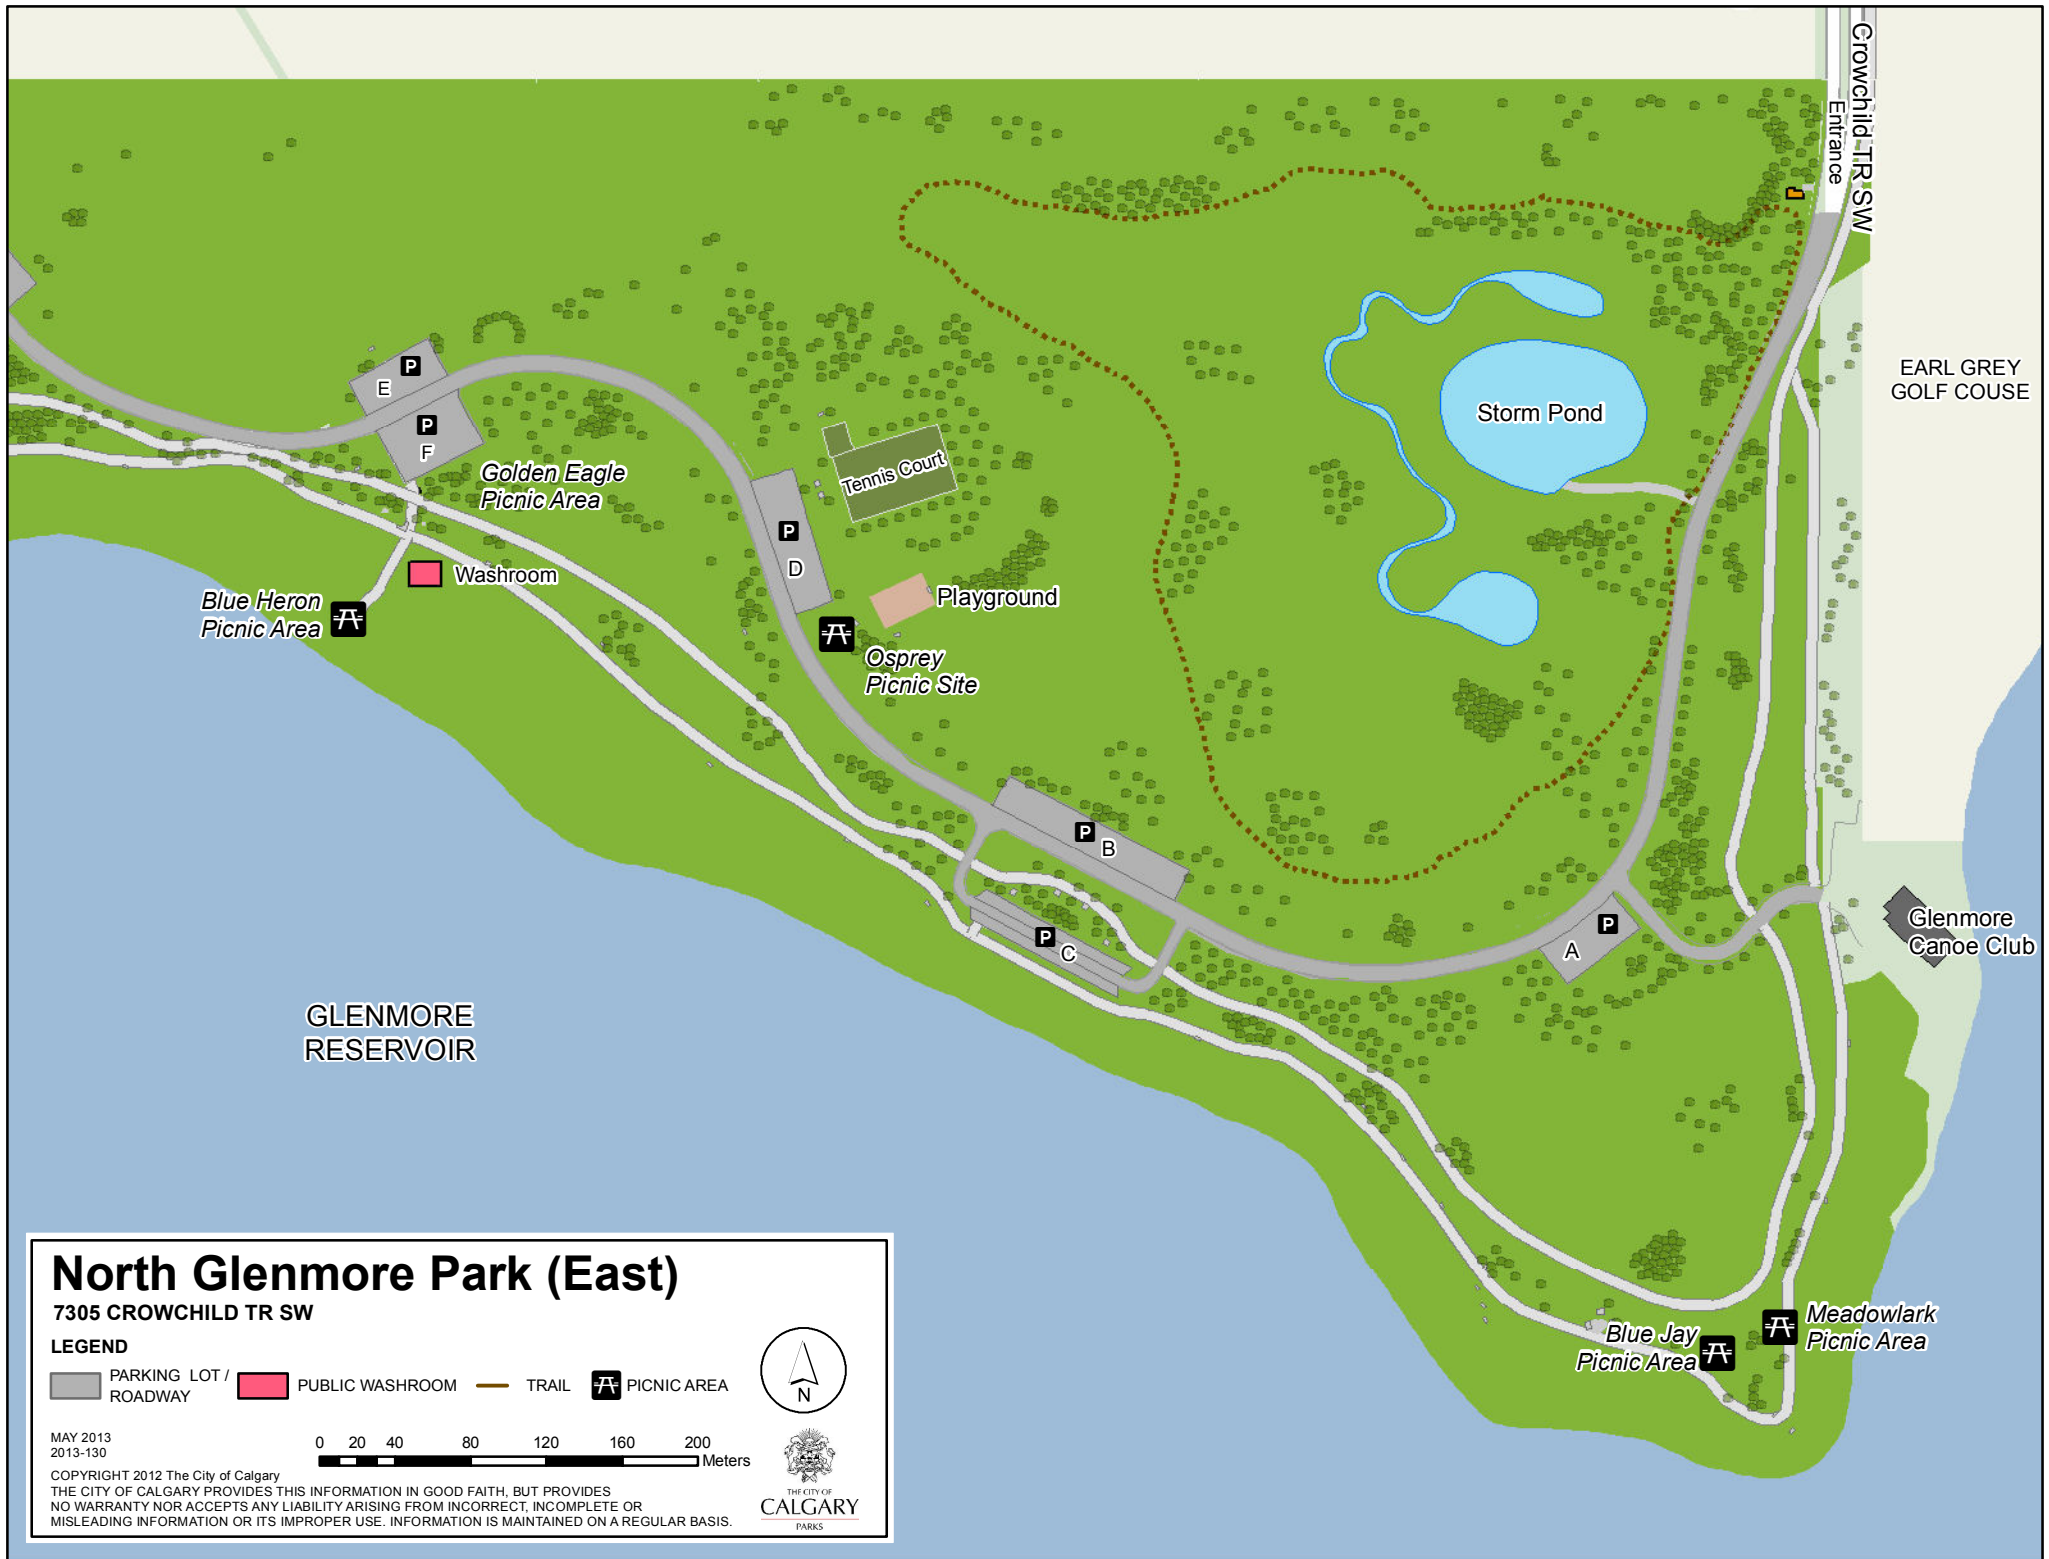 Crowchild TR SW
Entrance
EARL GREY
GOLF COUSE
Storm Pond
P
E
P
F
Golden Eagle
Picnic Area
Tennis Court
P
D
Washroom
Blue Heron
Picnic Area
Playground
Osprey
Picnic Site
P
B
P
C
P
A
Glenmore
Canoe Club
GLENMORE
RESERVOIR
Meadowlark
Picnic Area
Blue Jay
Picnic Area
North Glenmore Park (East)
7305 CROWCHILD TR SW
LEGEND
PARKING LOT /
ROADWAY
PUBLIC WASHROOM
TRAIL
PICNIC AREA
N
MAY 2013
2013-130
0 20 40 80 120 160 200
Meters
COPYRIGHT 2012 The City of Calgary
THE CITY OF CALGARY PROVIDES THIS INFORMATION IN GOOD FAITH, BUT PROVIDES
NO WARRANTY NOR ACCEPTS ANY LIABILITY ARISING FROM INCORRECT, INCOMPLETE OR
MISLEADING INFORMATION OR ITS IMPROPER USE. INFORMATION IS MAINTAINED ON A REGULAR BASIS.
THE CITY OF
CALGARY
PARKS